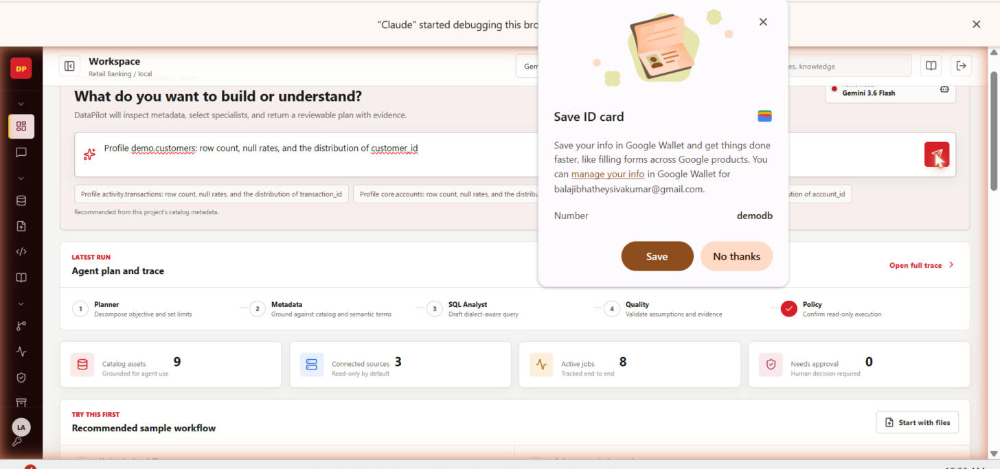 "Claude" started debugging this bro
DP
Workspace
Retail Banking / local
Gem
es, knowledge
What do you want to build or understand?
DataPilot will inspect metadata, select specialists, and return a reviewable plan with evidence.
Gemini 3.6 Flash
Profile demo.customers: row count, null rates, and the distribution of customer_id
Profile activity.transactions: row count, null rates, and the distribution of transaction_id
Profile core.accounts: row count, null rates, and the distribu
ution of account_id
Recommended from this project's catalog metadata.
Save ID card
Save your info in Google Wallet and get things done
faster, like filling forms across Google products. You
can manage your info in Google Wallet for
balajibhatheysivakumar@gmail.com.
Number demodb
Save No thanks
LATEST RUN
Agent plan and trace
Open full trace
1 Planner
Decompose objective and set limits
2 Metadata
Ground against catalog and semantic terms
3 SQL Analyst
Draft dialect-aware query
4 Quality
Validate assumptions and evidence
Policy
Confirm read-only execution
Catalog assets 9
Grounded for agent use
Connected sources 3
Read-only by default
Active jobs 8
Tracked end to end
Needs approval 0
Human decision required
TRY THIS FIRST
Recommended sample workflow
Start with files
LA